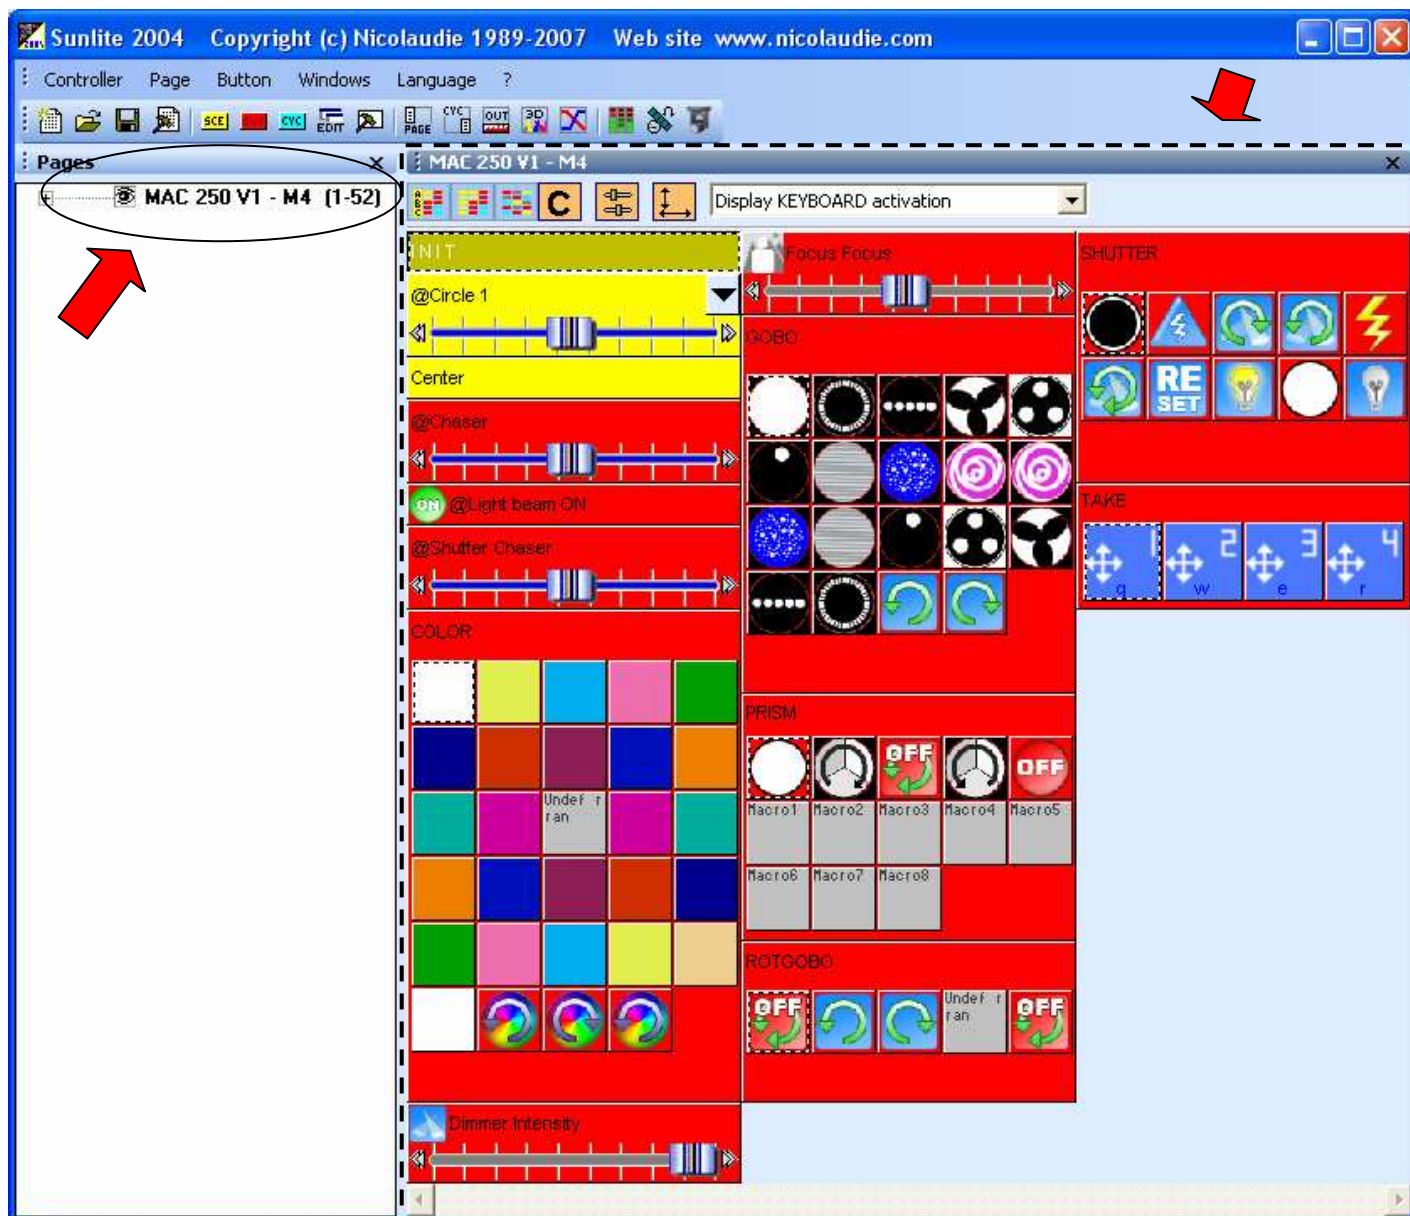 Sunlite 2004 Copyright (c) Nicolaudie 1989-2007 Web site www.nicolaudie.com
Controller Page Button Windows Language ?
SCE CYC EDIT PAGE CYC OUT 3D
Pages
MAC 250 V1 - M4 (1-52)
MAC 250 V1 - M4
A B C C Display KEYBOARD activation
INIT
@Circle 1
Center
@Chaser
ON @Light beam ON
@Shutter Chaser
COLOR
Undef r
ran
Dimmer Intensity
Focus Focus
GOBO
PRISM
OFF OFF
Macro1 Macro2 Macro3 Macro4 Macro5
Macro6 Macro7 Macro8
ROTGOBO
OFF Undef r OFF
ran
SHUTTER
RE
SET
TAKE
1 2 3 4
q w e r